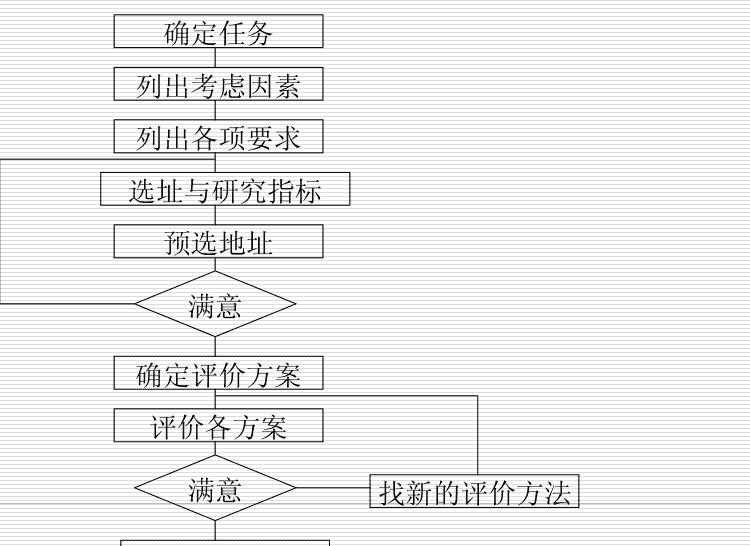 确定任务
列出考虑因素
列出各项要求
选址与研究指标
预选地址
满意
确定评价方案
评价各方案
满意
找新的评价方法